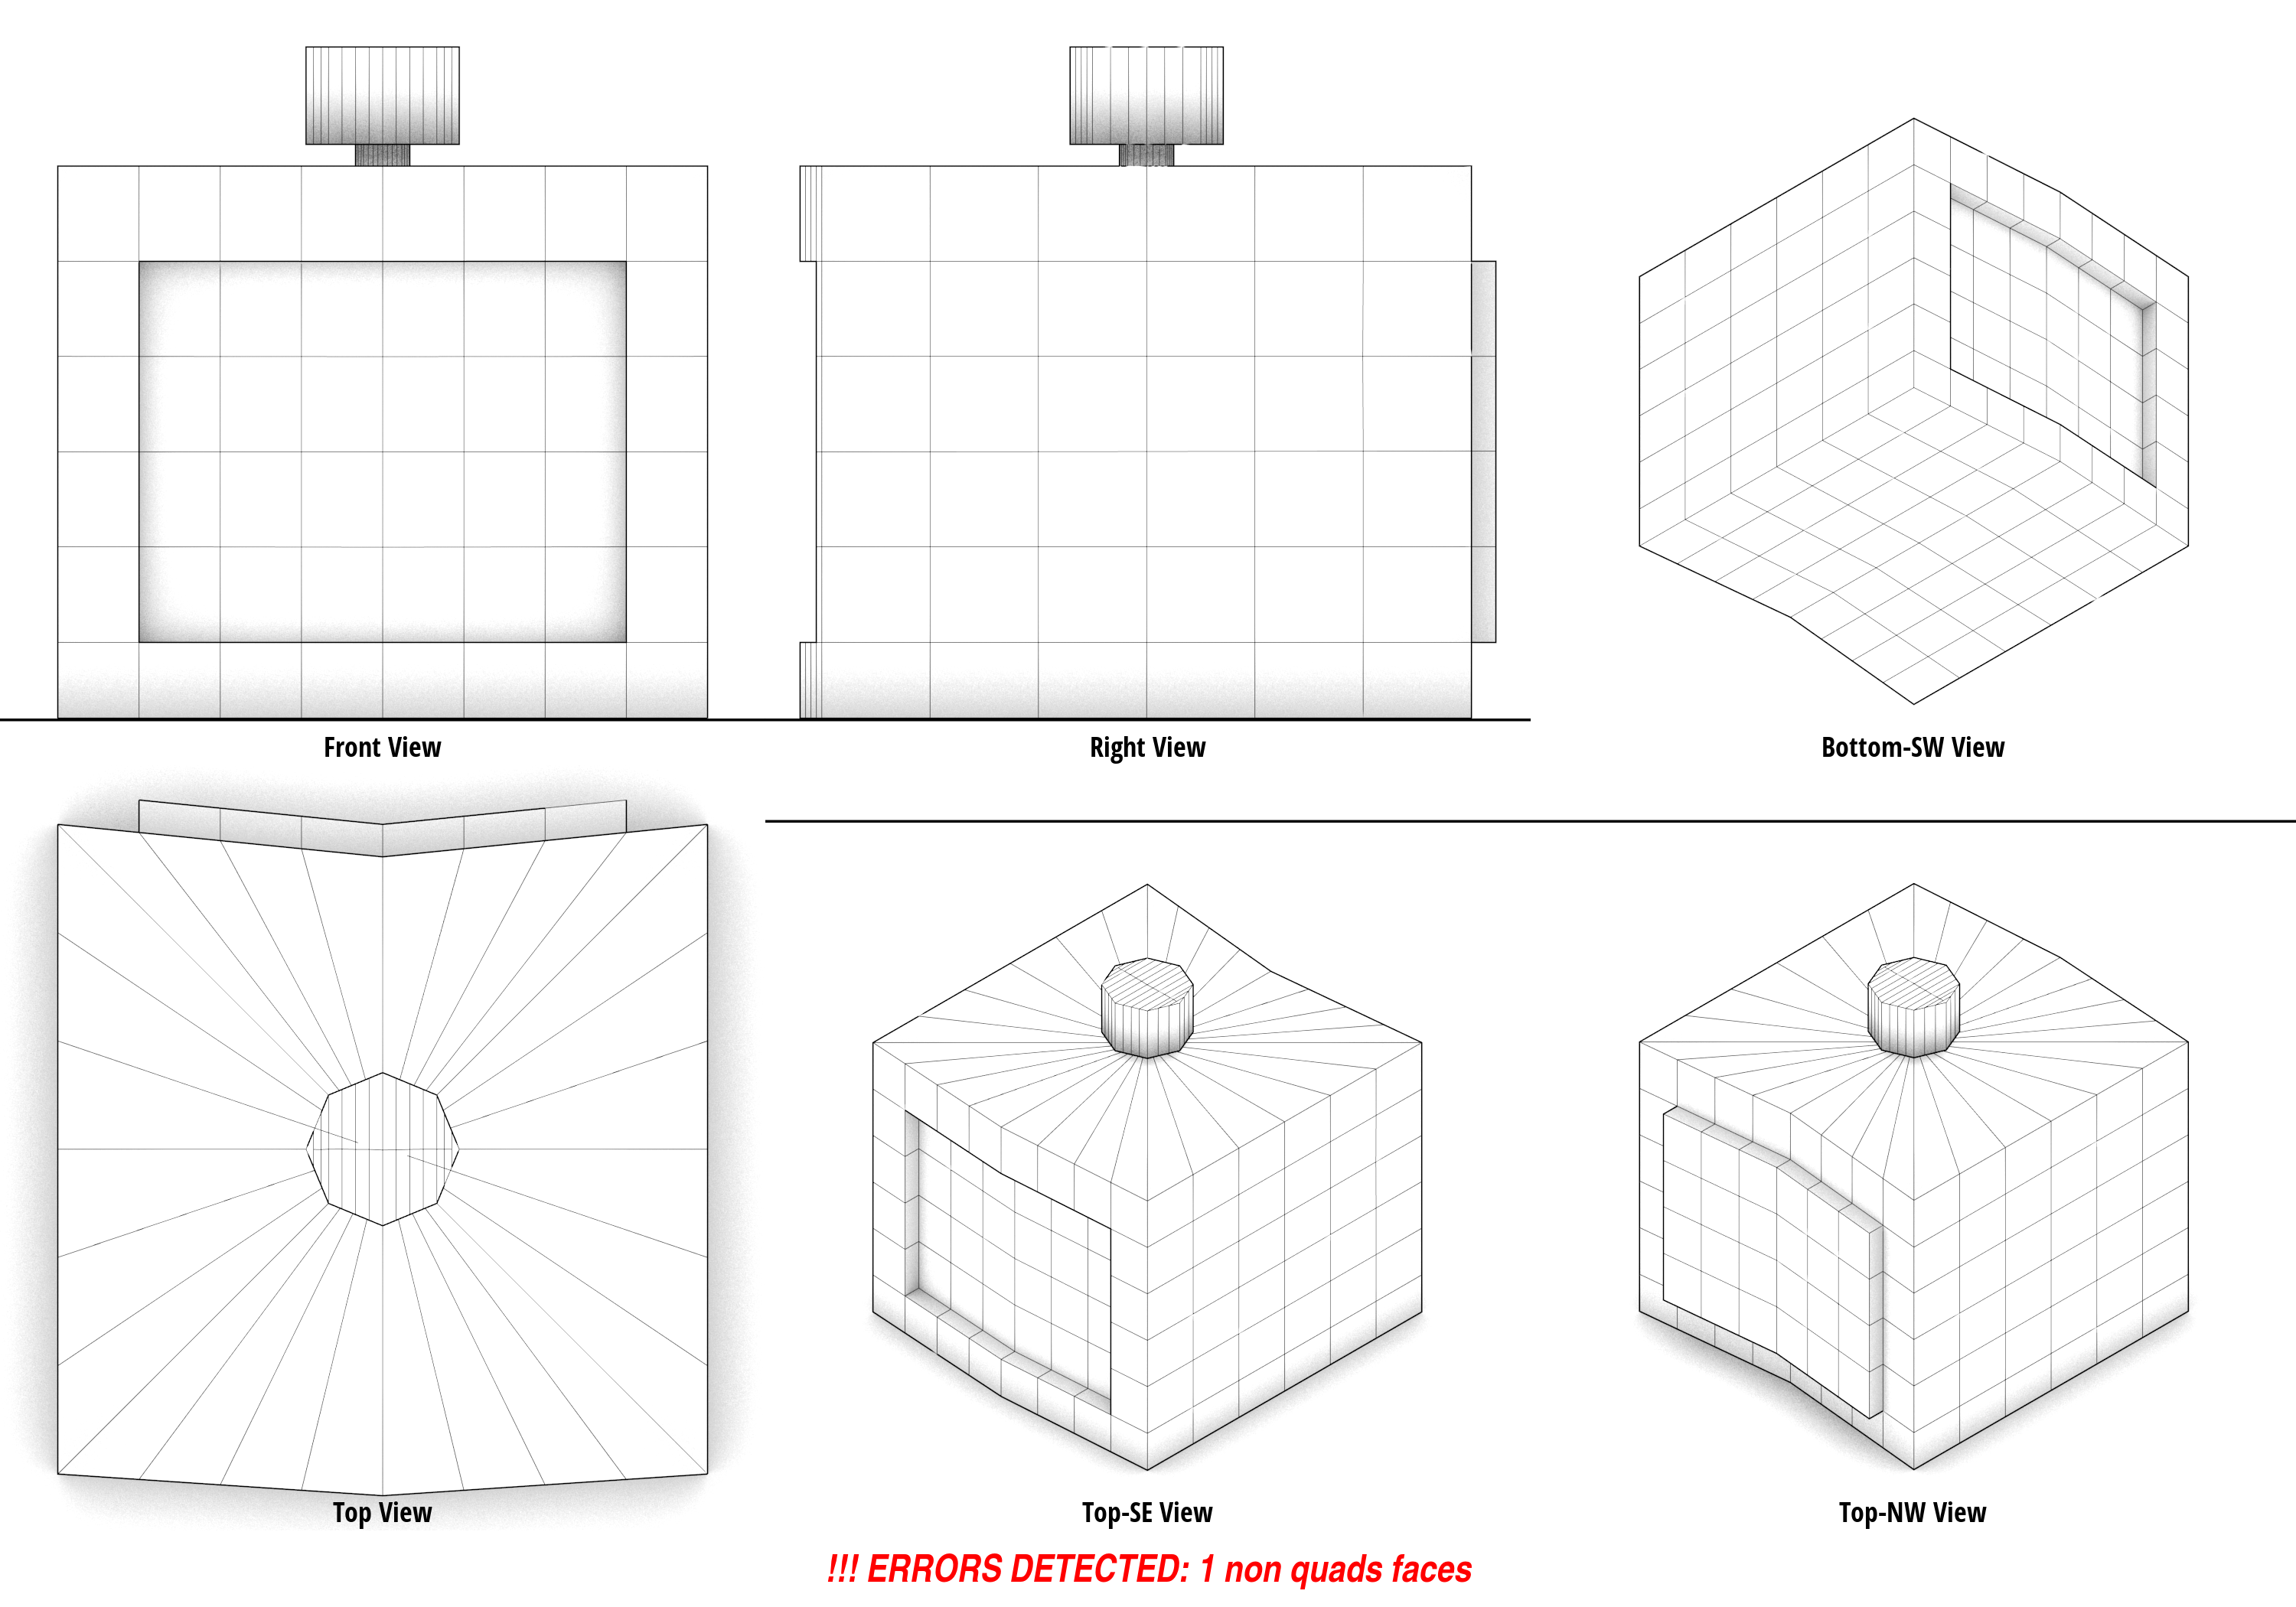 Front View
Right View
Bottom-SW View
Top View
Top-SE View
Top-NW View
!!! ERRORS DETECTED: 1 non quads faces